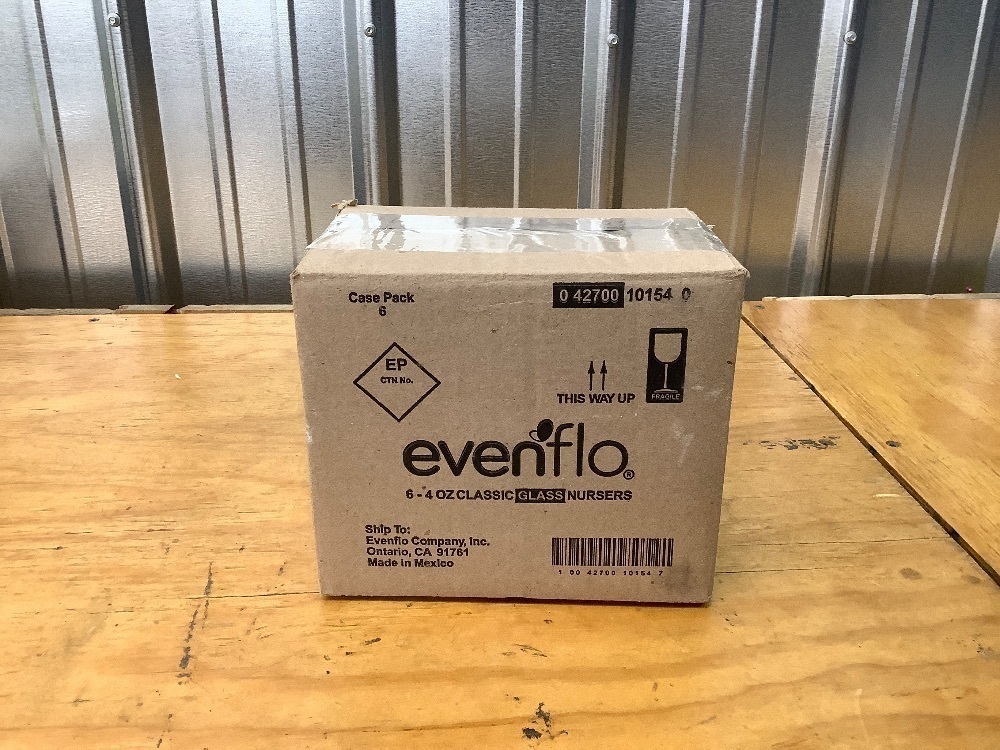 Case Pack
6
0 42700 10154 0
EP
CTN No.
THIS WAY UP
FRAGILE
evenflo®
6 - 4 OZ CLASSIC GLASS NURSERS
Ship To:
Evenflo Company, Inc.
Ontario, CA 91761
Made in Mexico
1 00 42700 10154 7